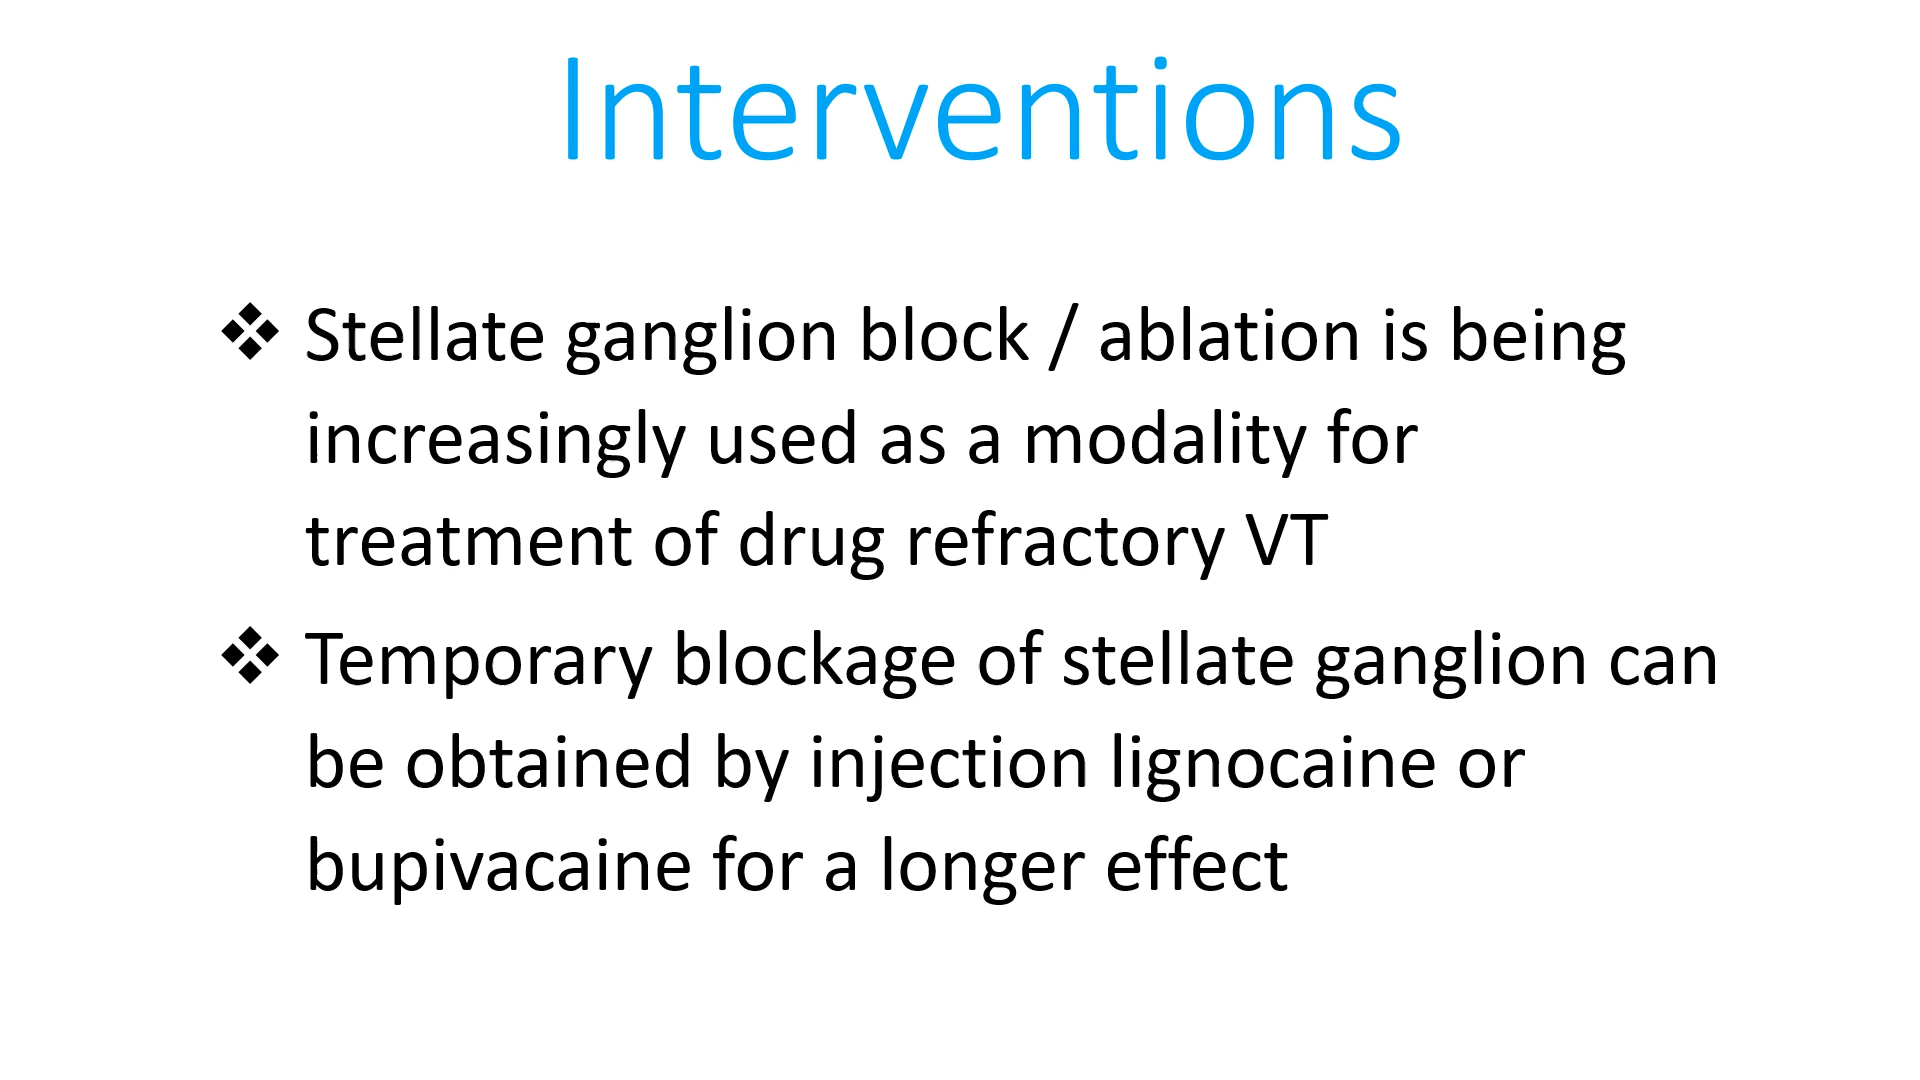 Interventions
❖ Stellate ganglion block / ablation is being
increasingly used as a modality for
treatment of drug refractory VT
❖ Temporary blockage of stellate ganglion can
be obtained by injection lignocaine or
bupivacaine for a longer effect